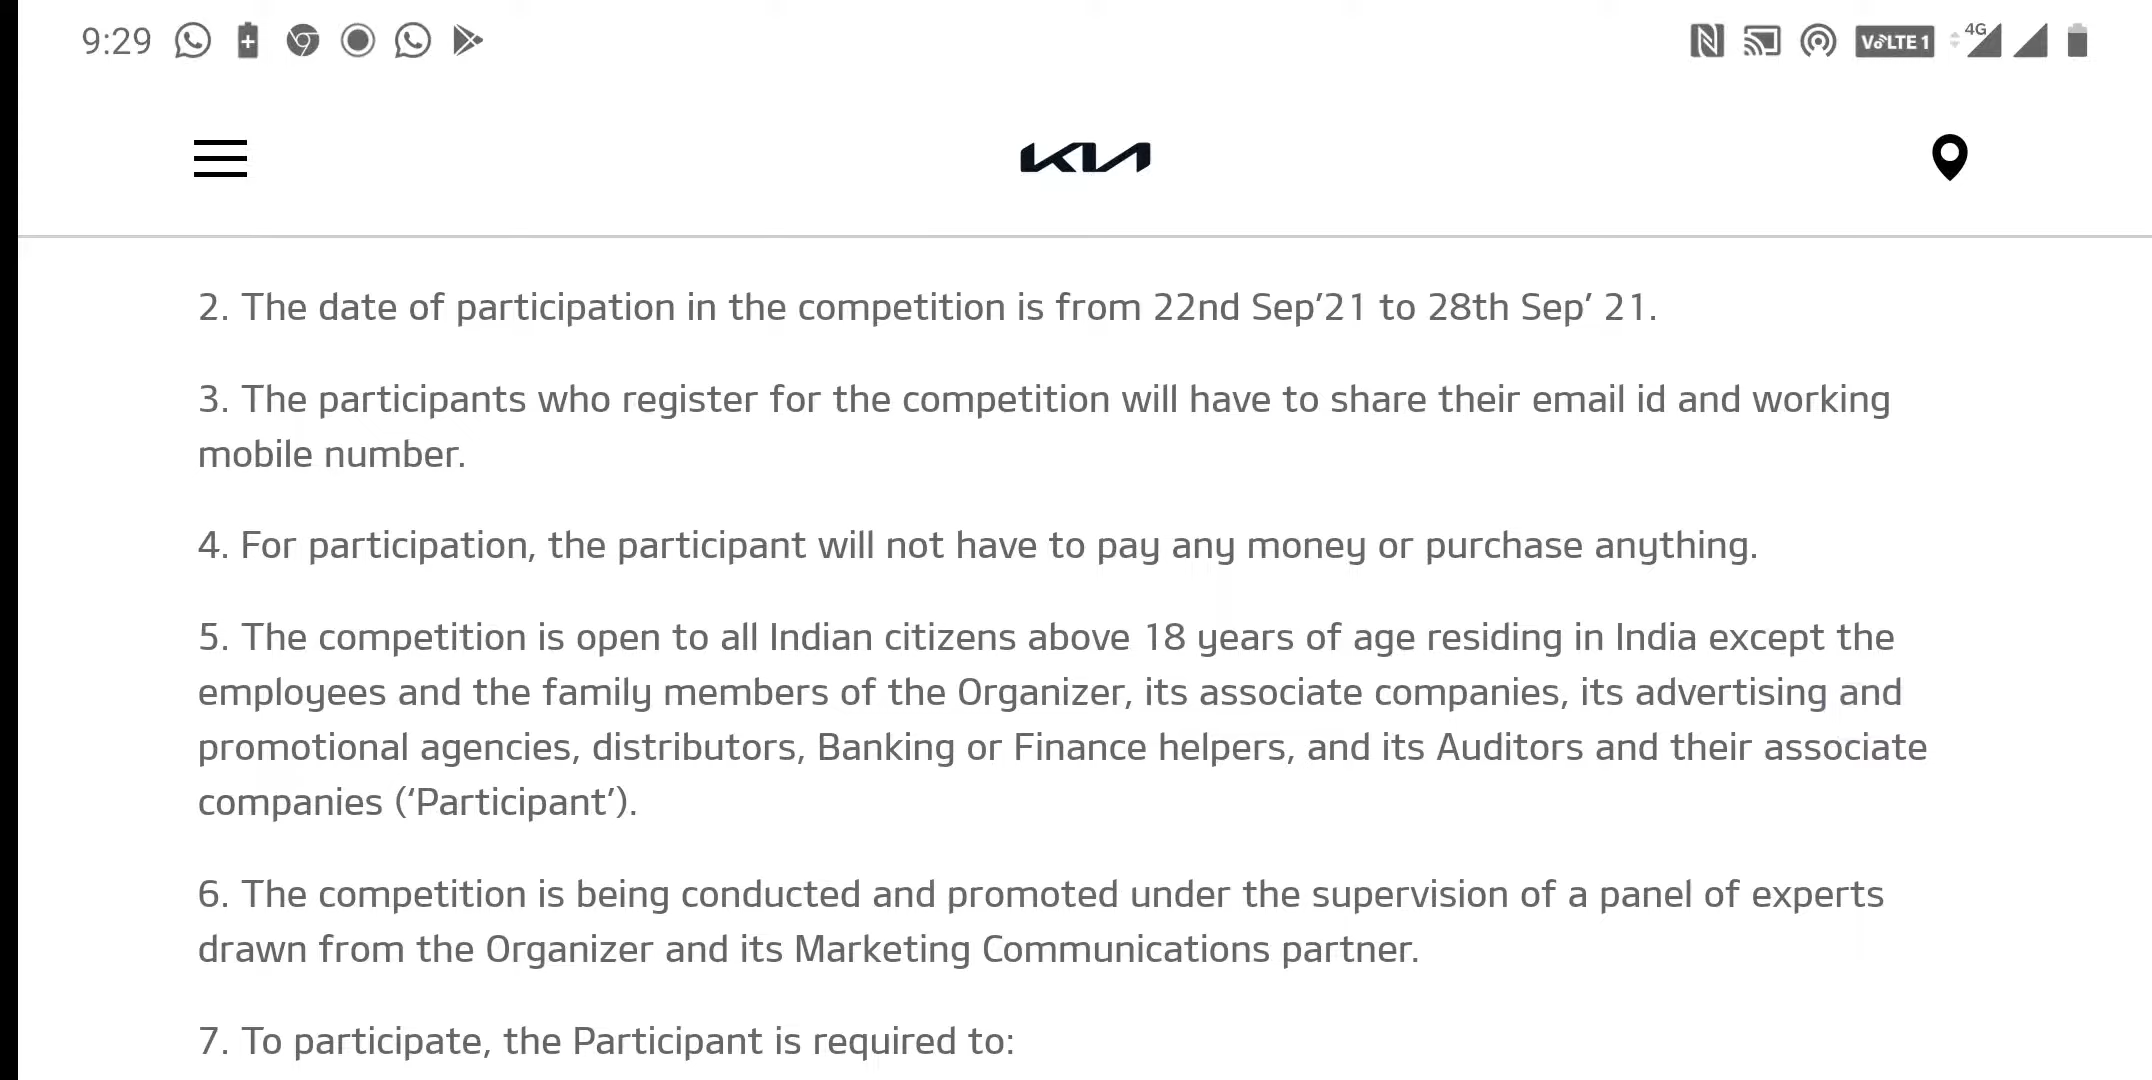 9:29
VoLTE 1
4G
KIA
2. The date of participation in the competition is from 22nd Sep’21 to 28th Sep’ 21.
3. The participants who register for the competition will have to share their email id and working
mobile number.
4. For participation, the participant will not have to pay any money or purchase anything.
5. The competition is open to all Indian citizens above 18 years of age residing in India except the
employees and the family members of the Organizer, its associate companies, its advertising and
promotional agencies, distributors, Banking or Finance helpers, and its Auditors and their associate
companies (‘Participant’).
6. The competition is being conducted and promoted under the supervision of a panel of experts
drawn from the Organizer and its Marketing Communications partner.
7. To participate, the Participant is required to: